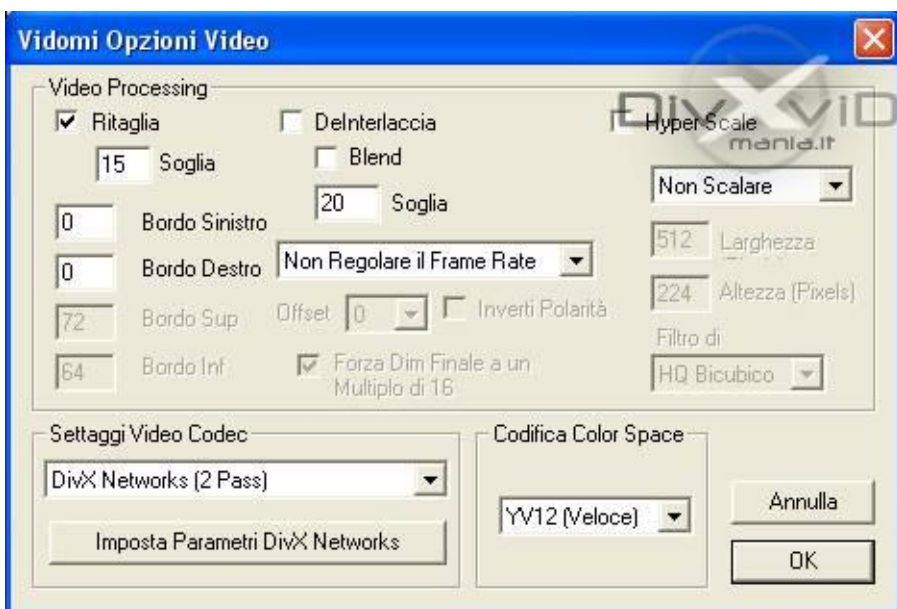 Vidomi Opzioni Video
Video Processing
Ritaglia
DeInterlaccia
Hyper Scale
DivXviD
mania.it
15 Soglia
Blend
Non Scalare
20 Soglia
0 Bordo Sinistro
512 Larghezza
0 Bordo Destro
Non Regolare il Frame Rate
224 Altezza (Pixels)
72 Bordo Sup
Offset 0
Inverti Polarità
Filtro di
64 Bordo Inf
Forza Dim Finale a un
Multiplo di 16
HQ Bicubico
Settaggi Video Codec
DivX Networks (2 Pass)
Imposta Parametri DivX Networks
Codifica Color Space
YV12 (Veloce)
Annulla
OK